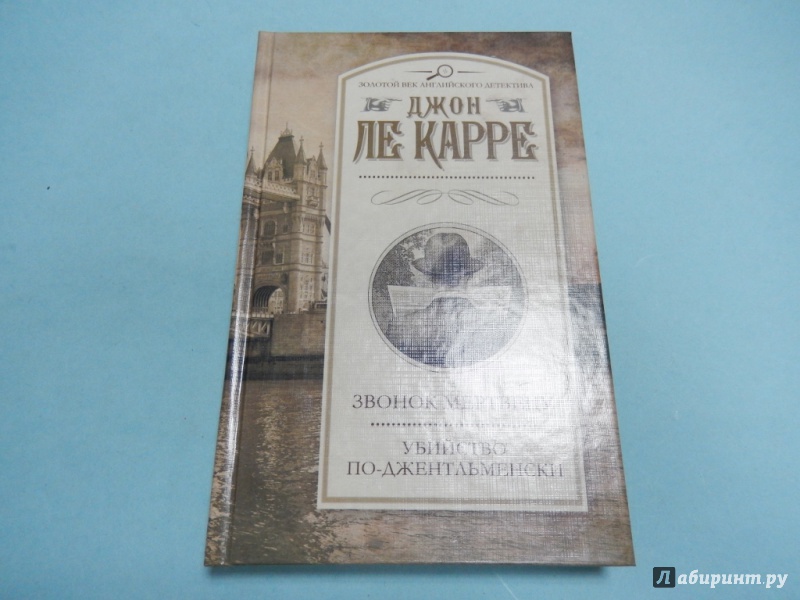 ЗОЛОТОЙ ВЕК АНГЛИЙСКОГО ДЕТЕКТИВА
ДЖОН
ЛЕ КАРРЕ
ЗВОНОК МЕРТВЕЦУ
УБИЙСТВО
ПО-ДЖЕНТЛЬМЕНСКИ
Лабиринт.ру